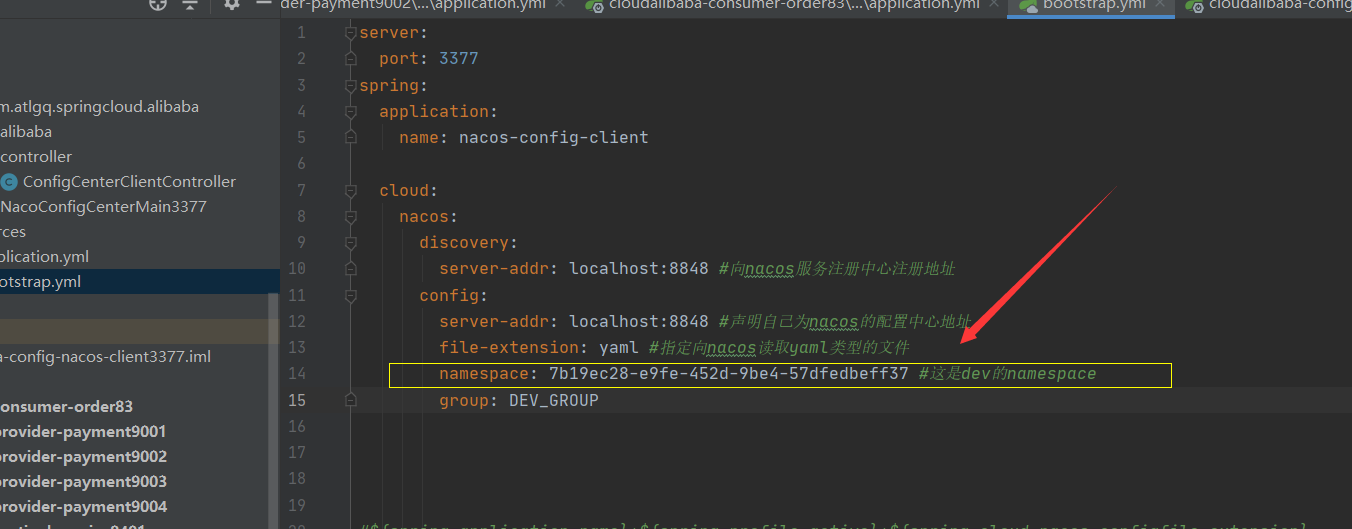 der-payment9002\...\application.yml
cloudalibaba-consumer-order83\...\application.yml
bootstrap.yml
cloudalibaba-config
m.atlgq.springcloud.alibaba
alibaba
controller
ConfigCenterClientController
NacoConfigCenterMain3377
rces
plication.yml
otstrap.yml
a-config-nacos-client3377.iml
onsumer-order83
rovider-payment9001
rovider-payment9002
rovider-payment9003
rovider-payment9004
1 server:
2 port: 3377
3 spring:
4 application:
5 name: nacos-config-client
6
7 cloud:
8 nacos:
9 discovery:
10 server-addr: localhost:8848 #向nacos服务注册中心注册地址
11 config:
12 server-addr: localhost:8848 #声明自己为nacos的配置中心地址
13 file-extension: yaml #指定向nacos读取yaml类型的文件
14 namespace: 7b19ec28-e9fe-452d-9be4-57dfedbeff37 #这是dev的namespace
15 group: DEV_GROUP
16
17
18
19